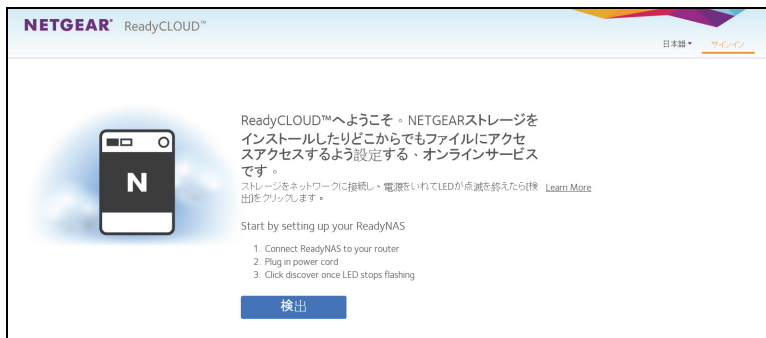 NETGEAR® ReadyCLOUD™
日本語 サインイン
ReadyCLOUD™へようこそ。NETGEARストレージを
インストールしたりどこからでもファイルにアクセ
スアクセスするよう設定する、オンラインサービス
です。
ストレージをネットワークに接続し、電源をいれてLEDが点滅を終えたら[検 Learn More
出]をクリックします。
N
Start by setting up your ReadyNAS
1. Connect ReadyNAS to your router
2. Plug in power cord
3. Click discover once LED stops flashing
検出